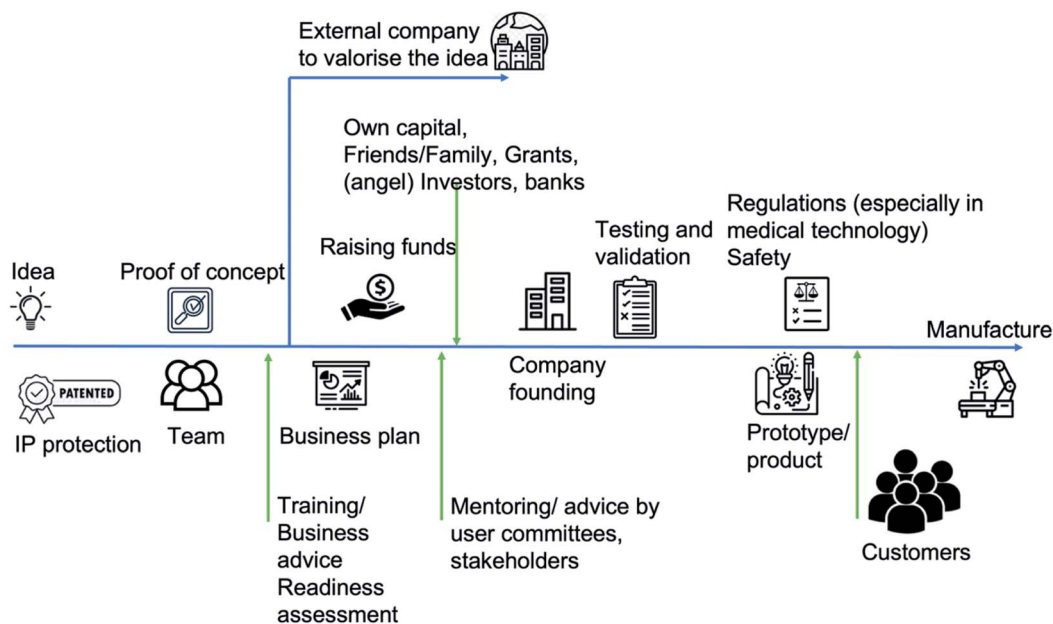 External company
to valorise the idea
Own capital,
Friends/Family, Grants,
(angel) Investors, banks
Regulations (especially in
medical technology)
Safety
Testing and
validation
Raising funds
Idea
Proof of concept
Manufacture
Company
founding
PATENTED
IP protection
Team
Business plan
Prototype/
product
Training/
Business
advice
Readiness
assessment
Mentoring/ advice by
user committees,
stakeholders
Customers